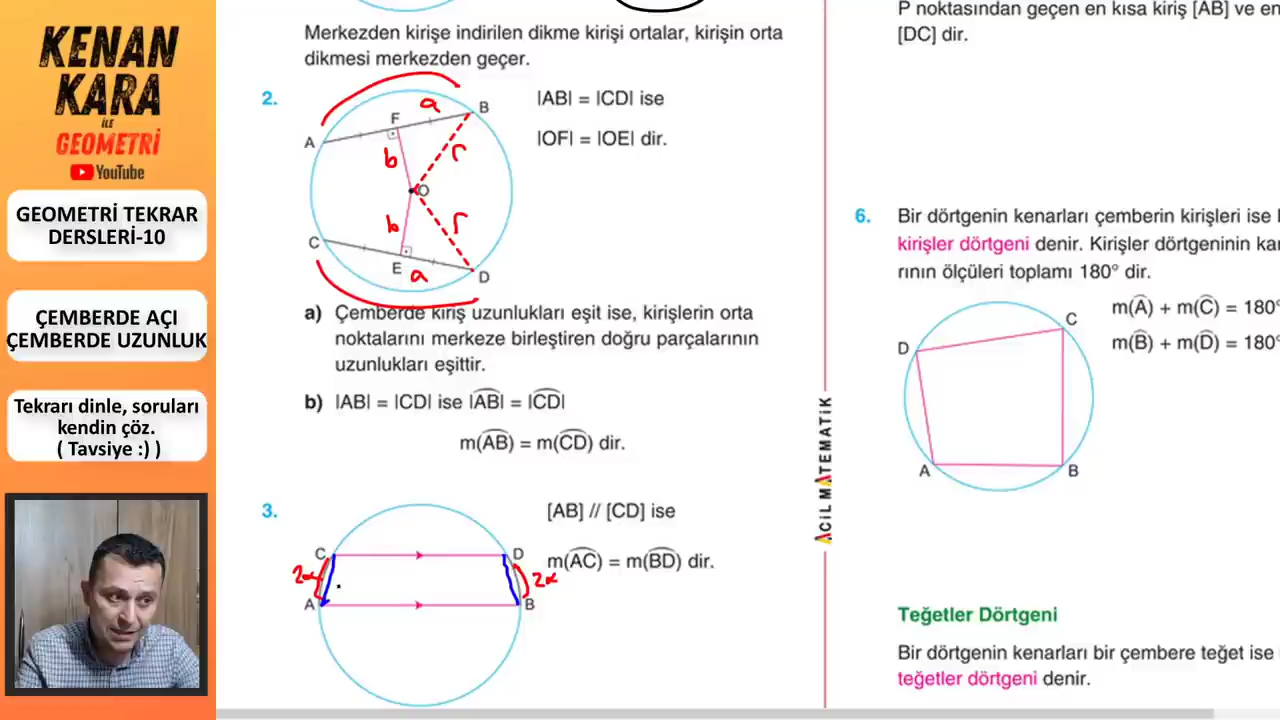 KENAN
KARA
İLE
GEOMETRİ
YouTube
GEOMETRİ TEKRAR
DERSLERİ-10
ÇEMBERDE AÇI
ÇEMBERDE UZUNLUK
Tekrarı dinle, soruları
kendin çöz.
( Tavsiye :) )
Merkezden kirişe indirilen dikme kirişi ortalar, kirişin orta
dikmesi merkezden geçer.
2.
A
F
a
B
b
r
O
b
r
C
E
a
D
|AB| = |CD| ise
|OF| = |OE| dir.
a) Çemberde kiriş uzunlukları eşit ise, kirişlerin orta
noktalarını merkeze birleştiren doğru parçalarının
uzunlukları eşittir.
b) |AB| = |CD| ise |AB| = |CD|
m(AB) = m(CD) dir.
3.
C
D
2α
2α
A
B
[AB] // [CD] ise
m(AC) = m(BD) dir.
ACİL MATEMATİK
P noktasından geçen en kısa kiriş [AB] ve en
[DC] dir.
6. Bir dörtgenin kenarları çemberin kirişleri ise
kirişler dörtgeni denir. Kirişler dörtgeninin
rının ölçüleri toplamı 180° dir.
D
C
A
B
m(A) + m(C) = 180°
m(B) + m(D) = 180°
Teğetler Dörtgeni
Bir dörtgenin kenarları bir çembere teğet ise
teğetler dörtgeni denir.